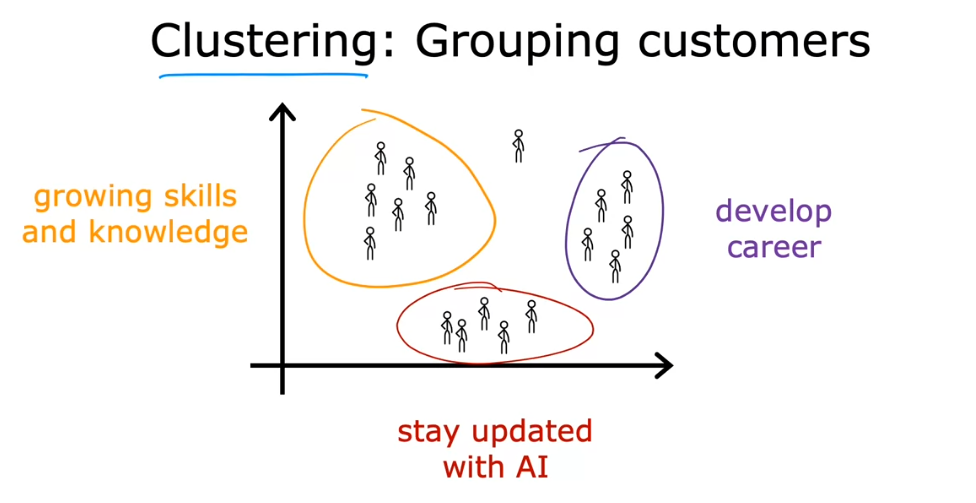 Clustering: Grouping customers
growing skills
and knowledge
develop
career
stay updated
with AI